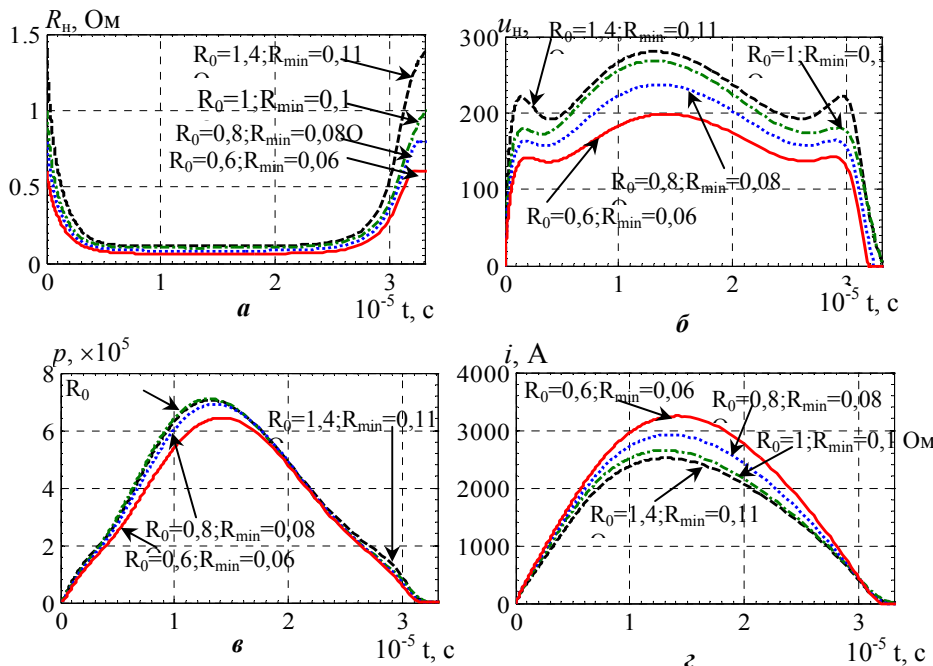 Rн, Ом
1.5
1
0.5
0
0
1
2
3
10-5 t, с
R0=1,4;Rmin=0,11
R0=1;Rmin=0,1
R0=0,8;Rmin=0,08О
R0=0,6;Rmin=0,06
а
uн,
300
200
100
0
0
1
2
3
10-5 t, с
R0=1,4;Rmin=0,11
R0=1;Rmin=0,1
R0=0,8;Rmin=0,08
R0=0,6;Rmin=0,06
б
p, ×105
8
6
4
2
0
0
1
2
3
10-5 t, с
R0
R0=1,4;Rmin=0,11
R0=0,8;Rmin=0,08
R0=0,6;Rmin=0,06
в
i, А
4000
3000
2000
1000
0
0
1
2
3
10-5 t, с
R0=0,6;Rmin=0,06
R0=0,8;Rmin=0,08
R0=1;Rmin=0,1 Ом
R0=1,4;Rmin=0,11
г